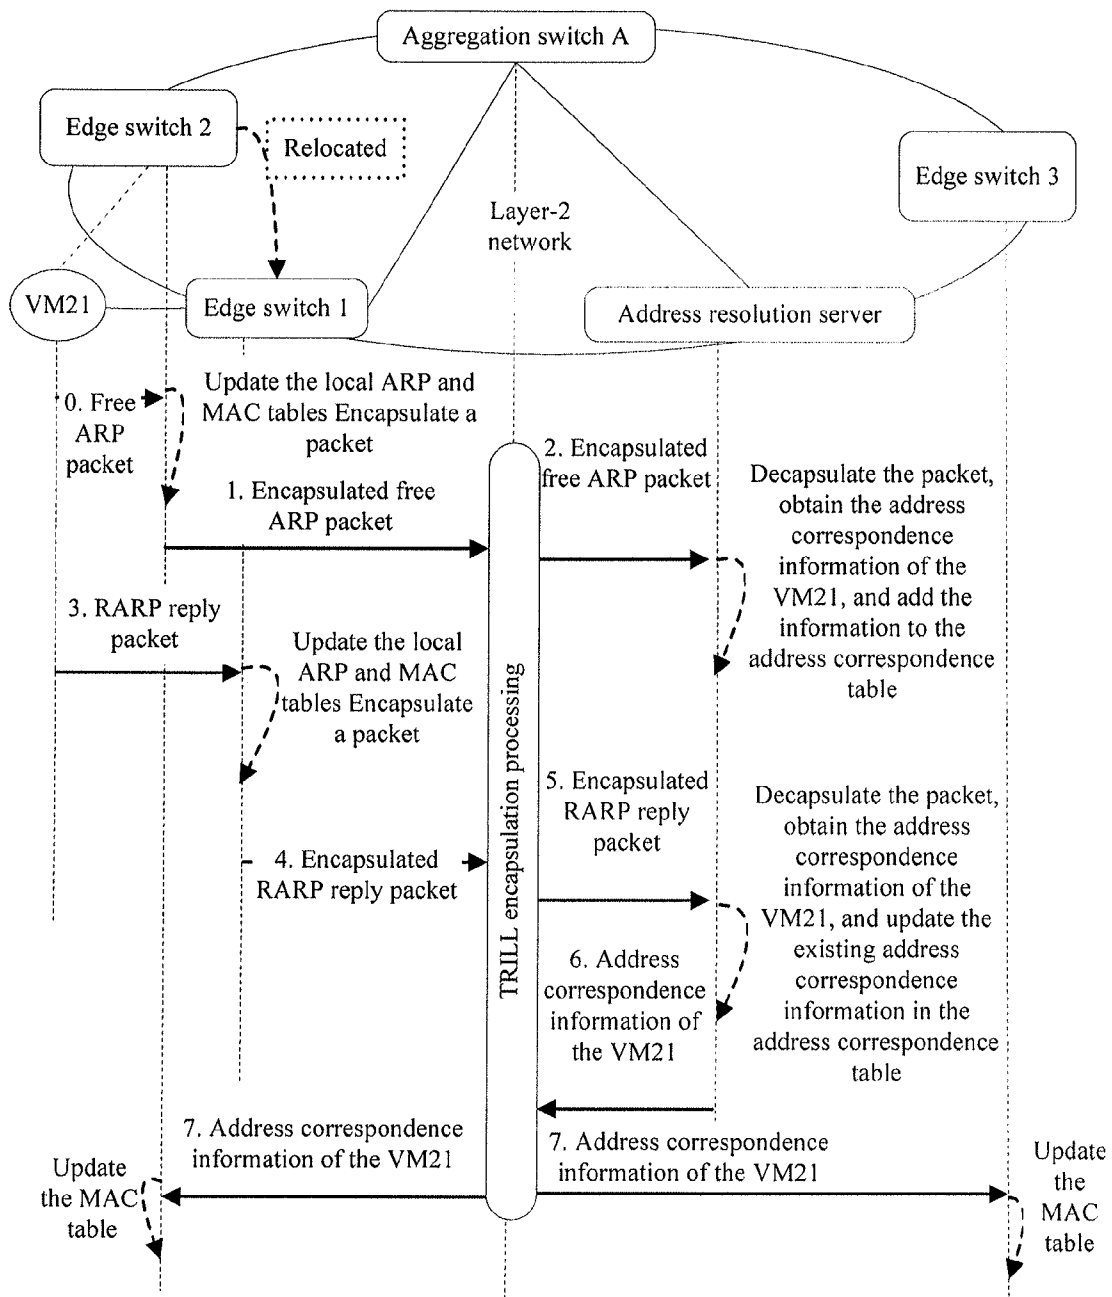 Aggregation switch A
Edge switch 2
Relocated
Edge switch 3
Layer-2
network
VM21
Edge switch 1
Address resolution server
0. Free
ARP
packet
Update the local ARP and
MAC tables Encapsulate a
packet
1. Encapsulated free
ARP packet
2. Encapsulated
free ARP packet
Decapsulate the packet,
obtain the address
correspondence
information of the
VM21, and add the
information to the
address correspondence
table
3. RARP reply
packet
Update the local
ARP and MAC
tables Encapsulate
a packet
TRILL encapsulation processing
4. Encapsulated
RARP reply packet
5. Encapsulated
RARP reply
packet
Decapsulate the packet,
obtain the address
correspondence
information of the
VM21, and update the
existing address
correspondence
information in the
address correspondence
table
6. Address
correspondence
information of
the VM21
7. Address correspondence
information of the VM21
7. Address correspondence
information of the VM21
Update
the MAC
table
Update
the
MAC
table